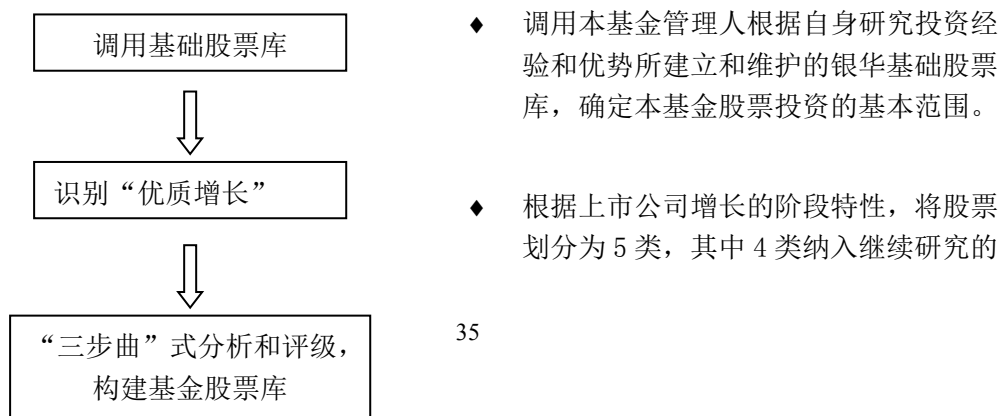 调用基础股票库
♦ 调用本基金管理人根据自身研究投资经
验和优势所建立和维护的银华基础股票
库，确定本基金股票投资的基本范围。
识别“优质增长”
♦ 根据上市公司增长的阶段特性，将股票
划分为 5 类，其中 4 类纳入继续研究的
“三步曲”式分析和评级，
构建基金股票库
35